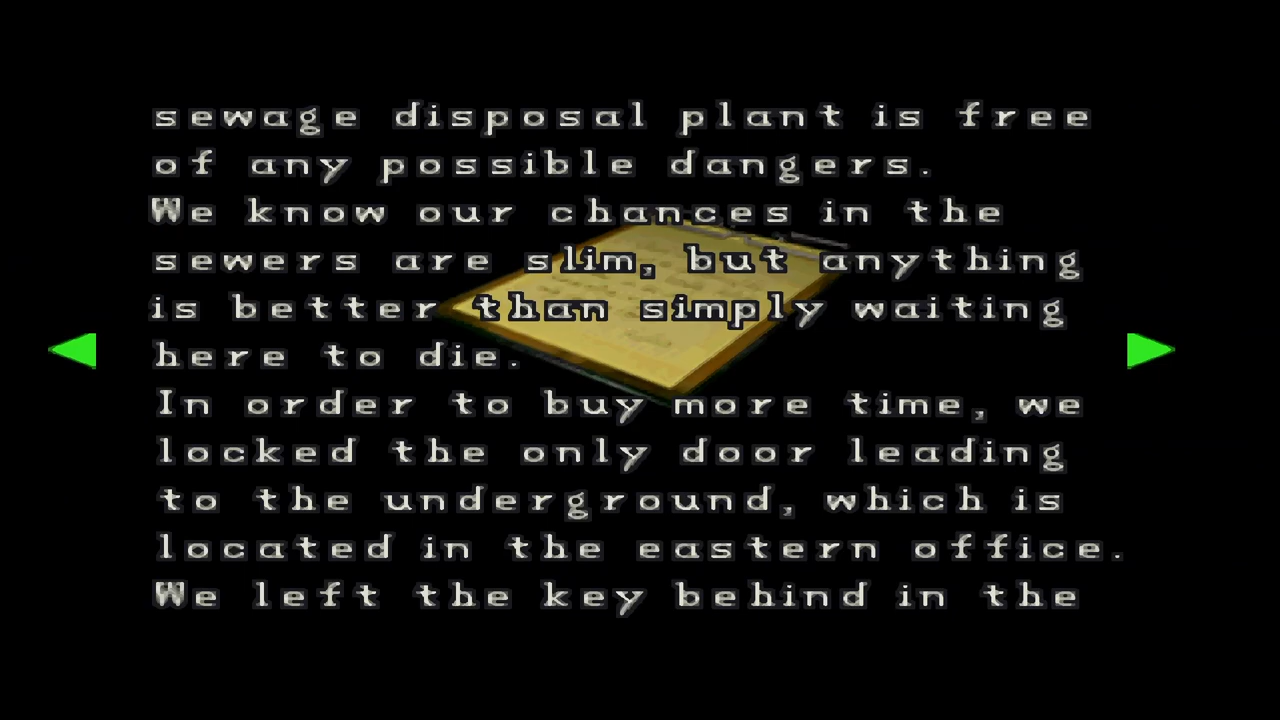 sewage disposal plant is free
of any possible dangers.
We know our chances in the
sewers are slim, but anything
is better than simply waiting
here to die.
In order to buy more time, we
locked the only door leading
to the underground, which is
located in the eastern office.
We left the key behind in the